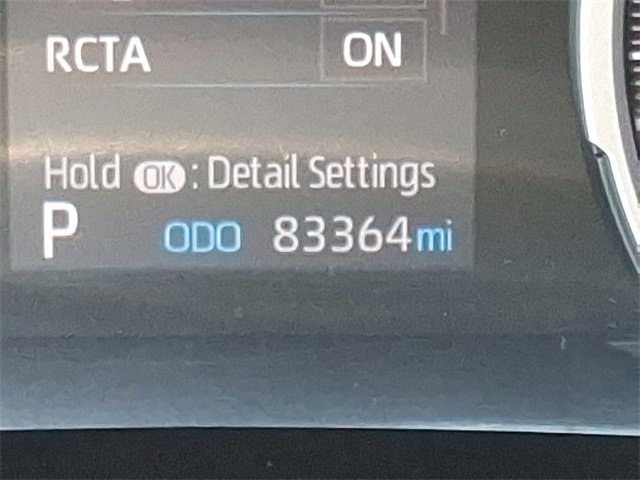 RCTA ON
Hold OK : Detail Settings
P ODO 83364 mi